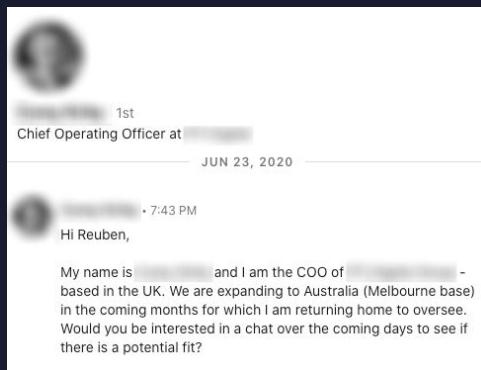 1st
Chief Operating Officer at
JUN 23, 2020
• 7:43 PM
Hi Reuben,
My name is and I am the COO of -
based in the UK. We are expanding to Australia (Melbourne base)
in the coming months for which I am returning home to oversee.
Would you be interested in a chat over the coming days to see if
there is a potential fit?